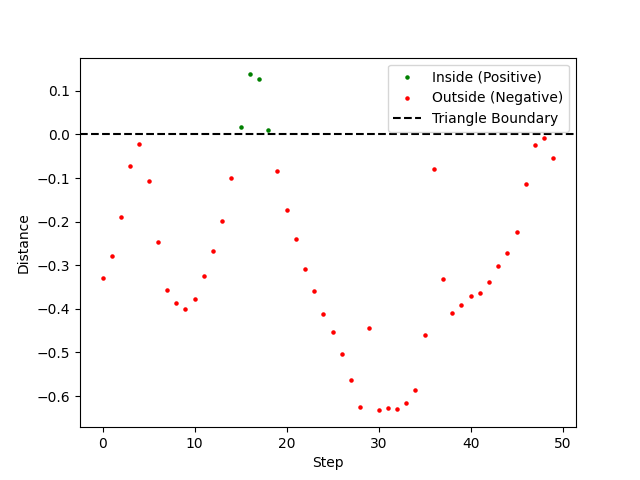 Inside (Positive)
Outside (Negative)
Triangle Boundary
0.1
0.0
−0.1
−0.2
−0.3
−0.4
−0.5
−0.6
Distance
0 10 20 30 40 50
Step